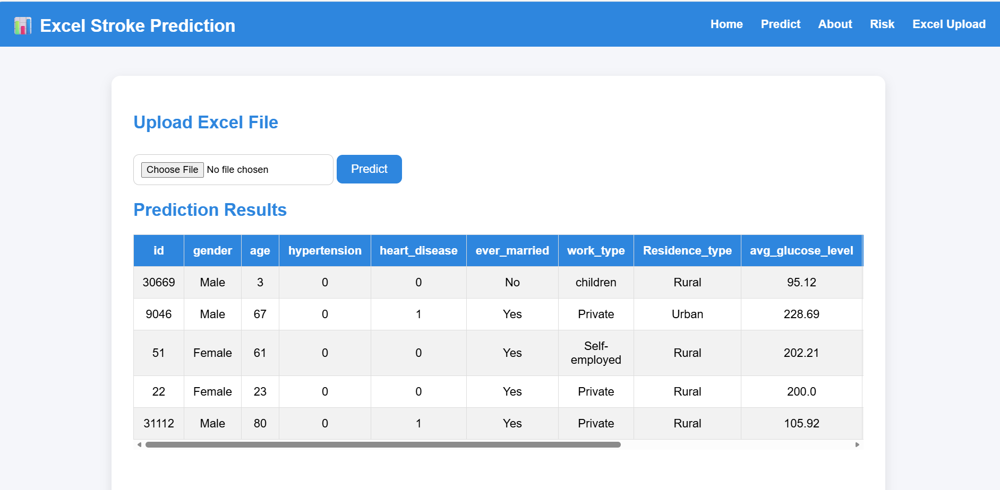 Excel Stroke Prediction
Home Predict About Risk Excel Upload
Upload Excel File
Choose File No file chosen Predict
Prediction Results
id gender age hypertension heart_disease ever_married work_type Residence_type avg_glucose_level
30669 Male 3 0 0 No children Rural 95.12
9046 Male 67 0 1 Yes Private Urban 228.69
51 Female 61 0 0 Yes Self-employed Rural 202.21
22 Female 23 0 0 Yes Private Rural 200.0
31112 Male 80 0 1 Yes Private Rural 105.92